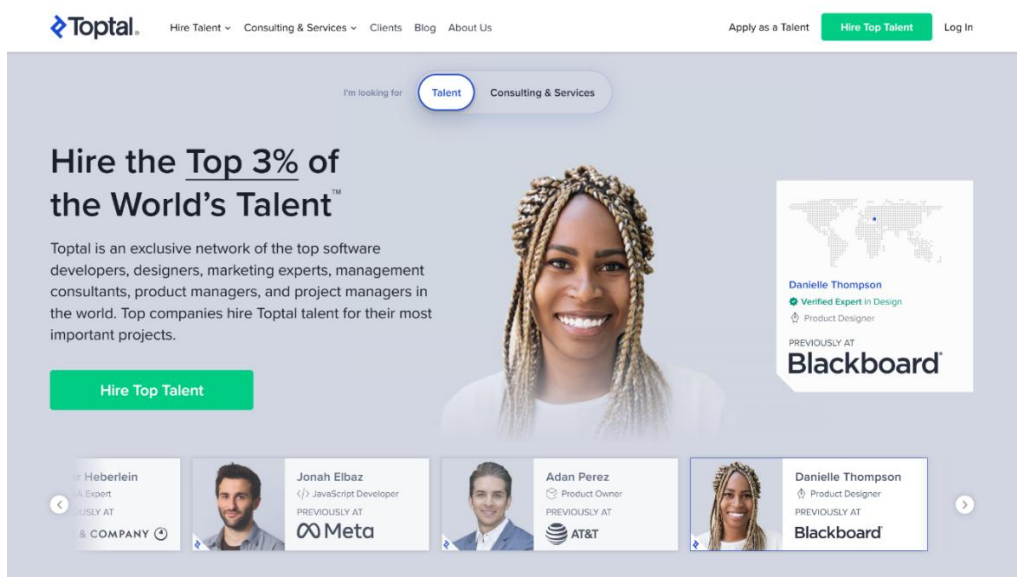 Toptal.
Hire Talent
Consulting & Services
Clients
Blog
About Us
Apply as a Talent
Hire Top Talent
Log In
I'm looking for
Talent
Consulting & Services
Hire the Top 3% of
the World's Talent™
Toptal is an exclusive network of the top software
developers, designers, marketing experts, management
consultants, product managers, and project managers in
the world. Top companies hire Toptal talent for their most
important projects.
Hire Top Talent
Danielle Thompson
Verified Expert in Design
Product Designer
PREVIOUSLY AT
Blackboard
Heberlein
Expert
& COMPANY
Jonah Elbaz
</> JavaScript Developer
PREVIOUSLY AT
Meta
Adan Perez
Product Owner
PREVIOUSLY AT
AT&T
Danielle Thompson
Product Designer
PREVIOUSLY AT
Blackboard